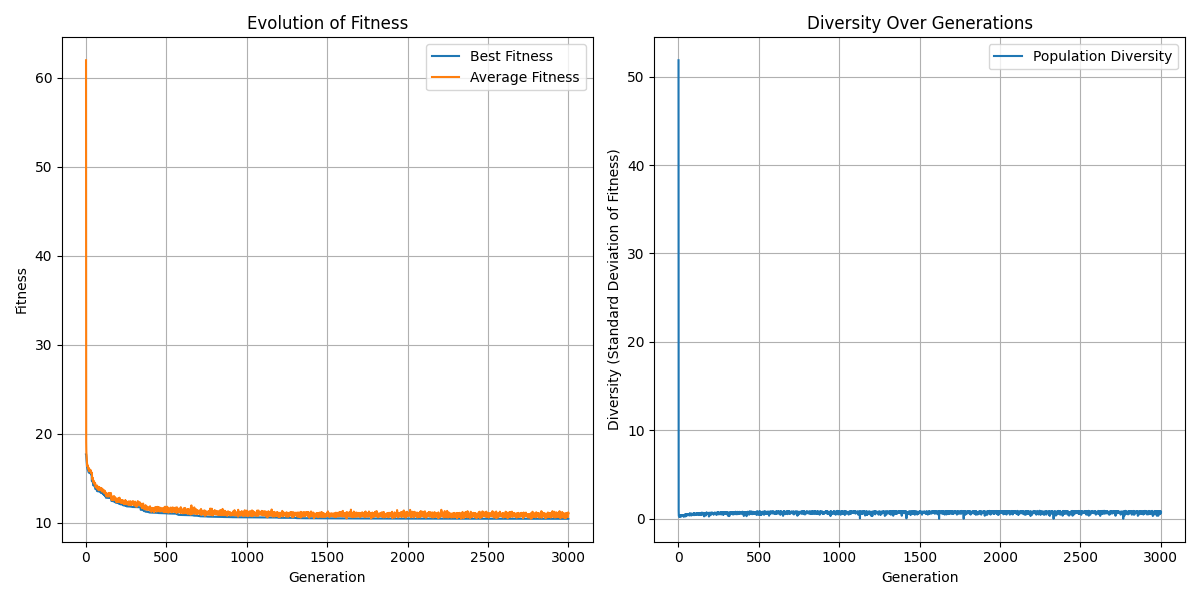 Evolution of Fitness
Best Fitness
Average Fitness
Fitness
60
50
40
30
20
10
0
500
1000
1500
2000
2500
3000
Generation
Diversity Over Generations
Population Diversity
Diversity (Standard Deviation of Fitness)
50
40
30
20
10
0
0
500
1000
1500
2000
2500
3000
Generation